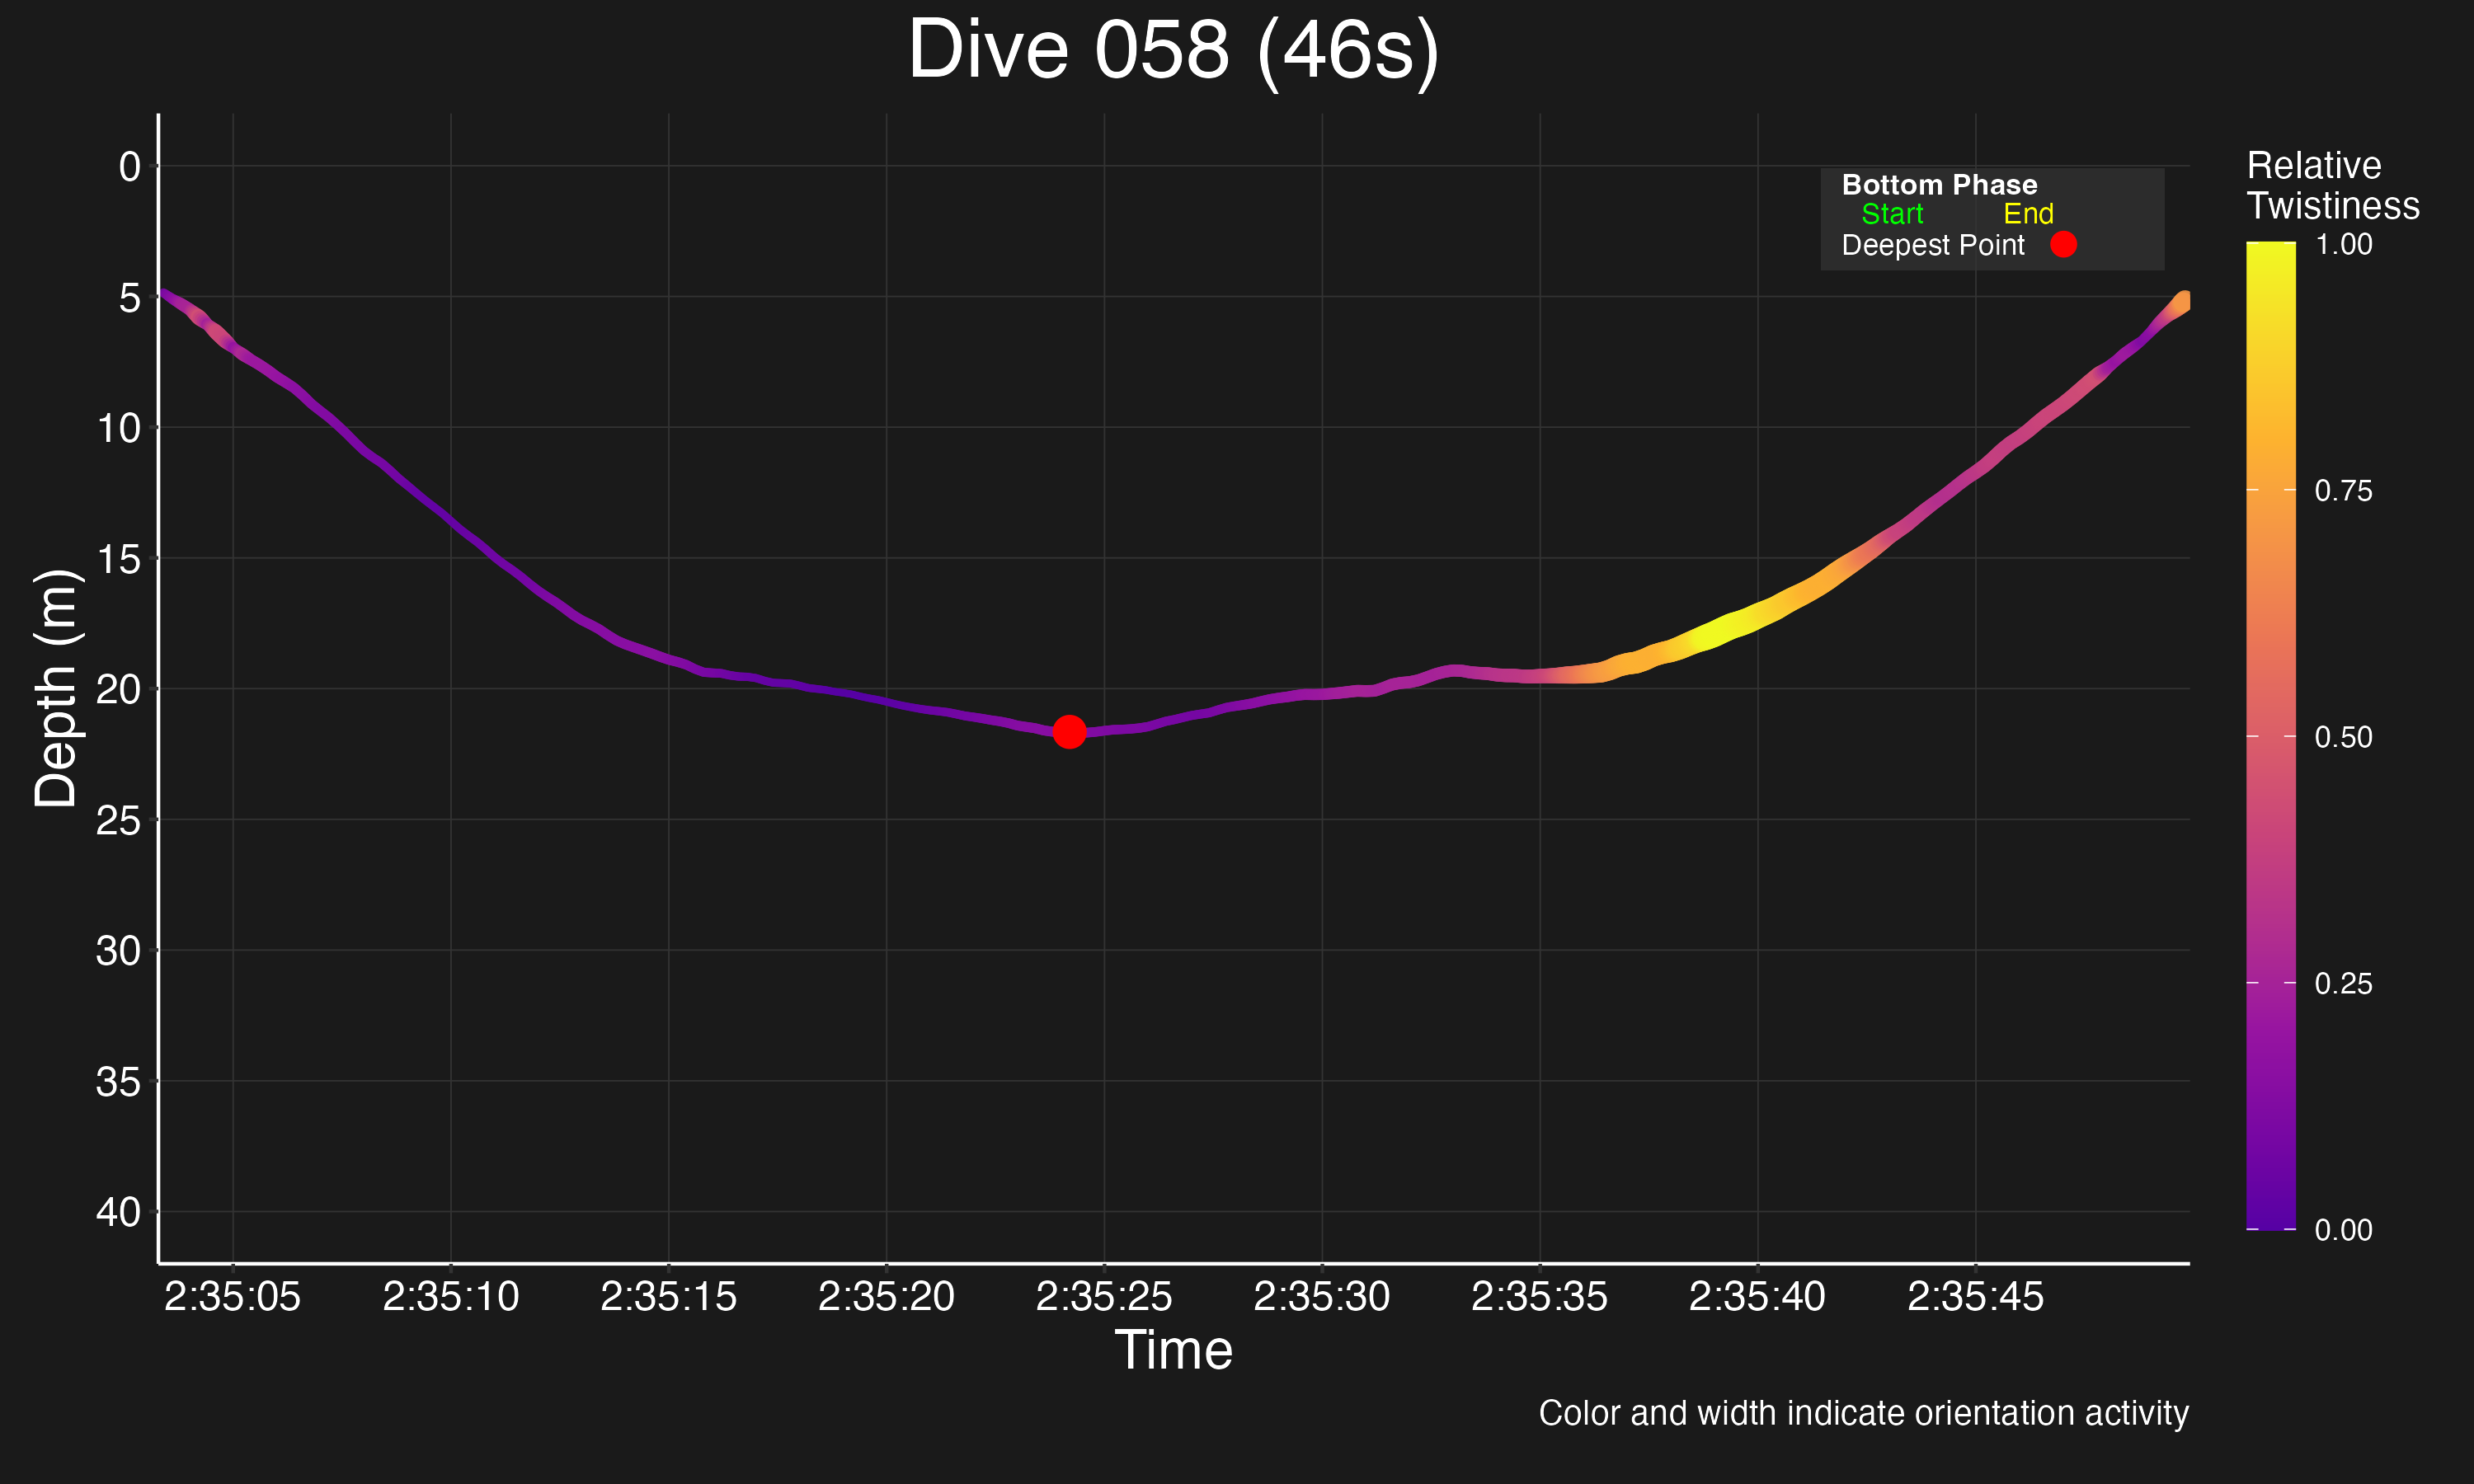 Dive 058 (46s)
Depth (m)
0
5
10
15
20
25
30
35
40
Bottom Phase
Start End
Deepest Point
Relative
Twistiness
1.00
0.75
0.50
0.25
0.00
2:35:05 2:35:10 2:35:15 2:35:20 2:35:25 2:35:30 2:35:35 2:35:40 2:35:45
Time
Color and width indicate orientation activity